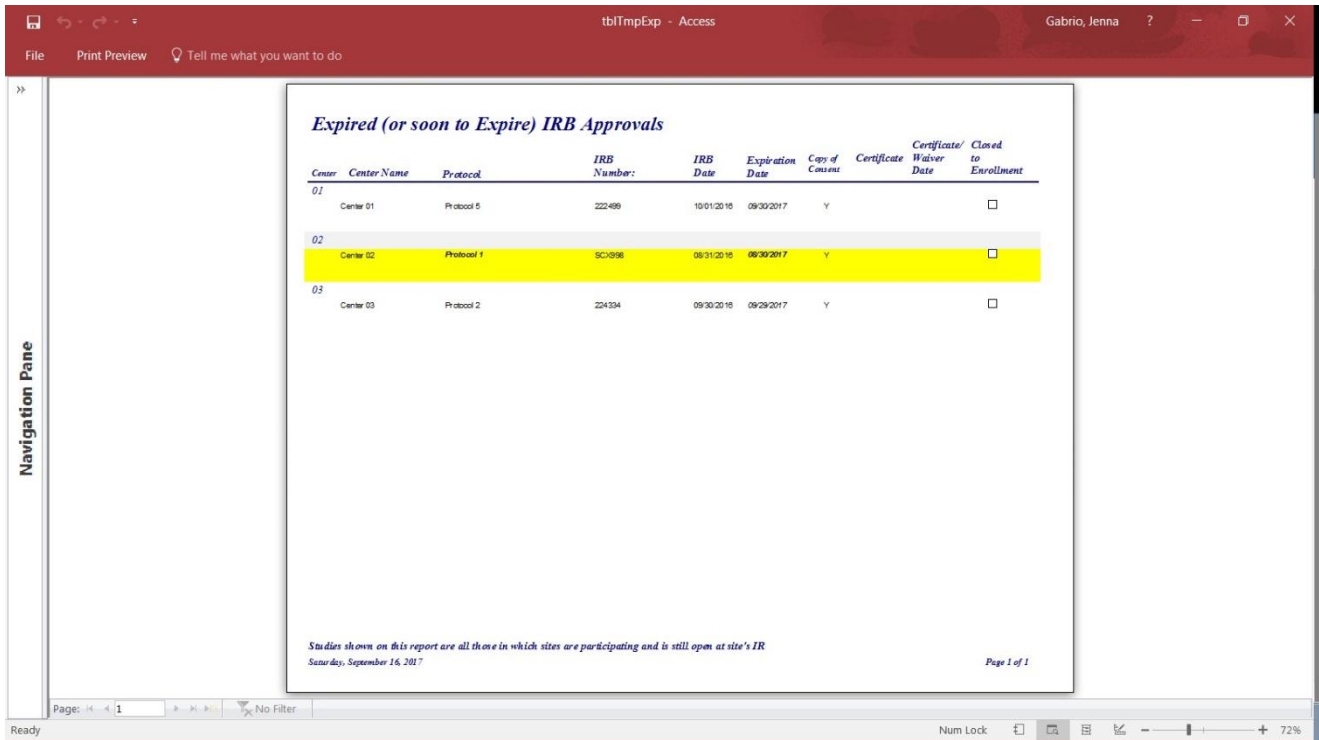 tblTmpExp - Access
Gabrio, Jenna ?
File Print Preview Tell me what you want to do
Navigation Pane
Expired (or soon to Expire) IRB Approvals
Center Center Name Protocol IRB Number: IRB Date Expiration Date Copy of Consent Certificate Certificate/ Waiver Date Closed to Enrollment
01
Center 01 Protocol 5 222499 10/01/2016 09/30/2017 Y
02
Center 02 Protocol 1 08/31/2016 08/30/2017 Y
03
Center 03 Protocol 2 224334 09/30/2016 09/29/2017 Y
Studies shown on this report are all those in which sites are participating and is still open at site's IR
Saturday, September 16, 2017 Page 1 of 1
Page: 1 No Filter
Ready Num Lock 72%